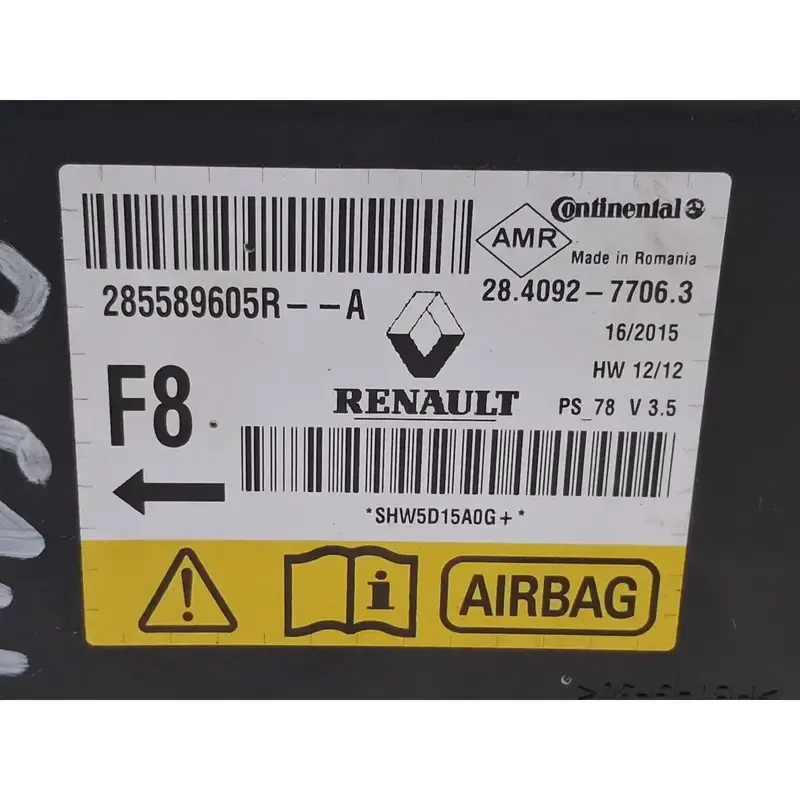 Continental
AMR
Made in Romania
285589605R--A
28.4092-7706.3
16/2015
HW 12/12
F8
RENAULT
PS_78 V 3.5
*SHW5D15A0G+*
i
AIRBAG